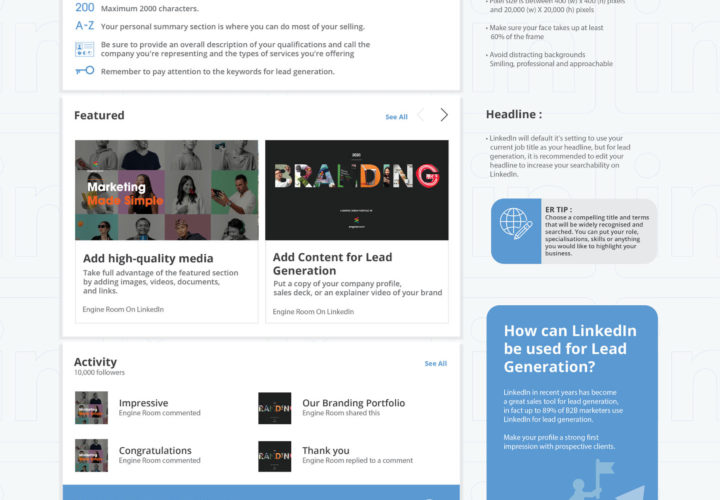 200 Maximum 2000 characters.
A-Z Your personal summary section is where you can do most of your selling.
Be sure to provide an overall description of your qualifications and call the
company you're representing and the types of services you're offering
Remember to pay attention to the keywords for lead generation.
Featured
See All
Marketing
Made Simple
2020
BRANDING
Add high-quality media
Take full advantage of the featured section
by adding images, videos, documents,
and links.
Engine Room On LinkedIn
Add Content for Lead
Generation
Put a copy of your company profile,
sales deck, or an explainer video of your brand
Engine Room On Linkedin
Activity
10,000 followers
See All
Impressive
Engine Room commented
Our Branding Portfolio
Engine Room shared this
Congratulations
Engine Room commented
Thank you
Engine Room replied to a comment
• Pixel size is between 400 (w) x 400 (h) pixels
and 20,000 (w) X 20,000 (h) pixels
• Make sure your face takes up at least
60% of the frame
• Avoid distracting backgrounds
Smiling, professional and approachable
Headline :
• LinkedIn will default it's setting to use your
current job title as your headline, but for lead
generation, it is recommended to edit your
headline to increase your searchability on
LinkedIn.
ER TIP :
Choose a compelling title and terms
that will be widely recognised and
searched. You can put your role,
specialisations, skills or anything
you would like to highlight your
business.
How can LinkedIn
be used for Lead
Generation?
LinkedIn in recent years has become
a great sales tool for lead generation,
in fact up to 89% of B2B marketers use
LinkedIn for lead generation.
Make your profile a strong first
impression with prospective clients.